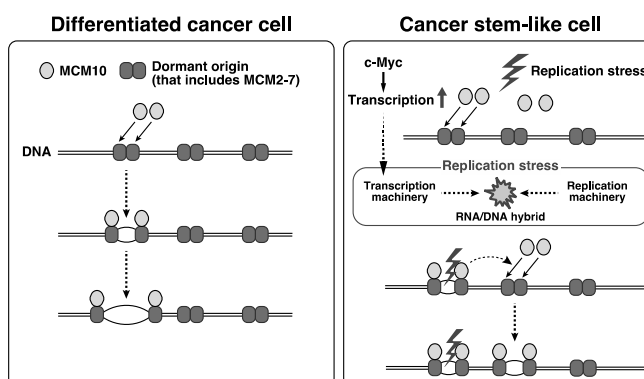 Differentiated cancer cell
MCM10
Dormant origin
(that includes MCM2-7)
DNA
Cancer stem-like cell
c-Myc
Replication stress
Transcription
Replication stress
Transcription
machinery
Replication
machinery
RNA/DNA hybrid